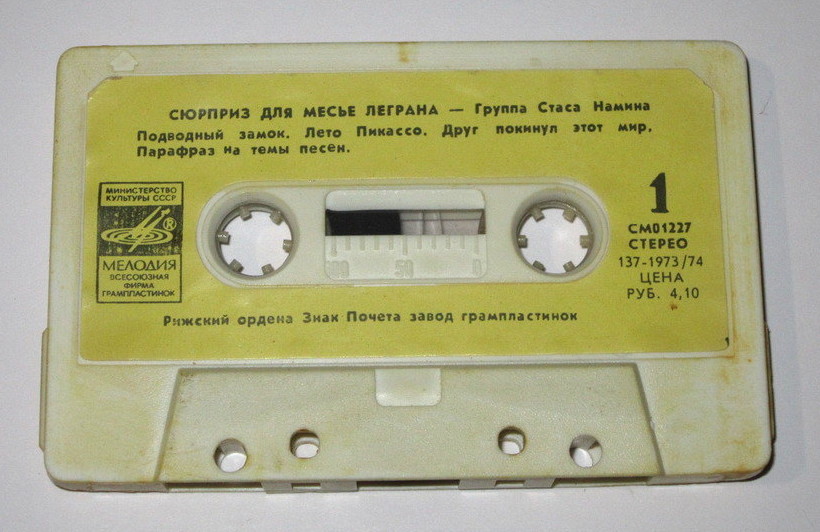 СЮРПРИЗ ДЛЯ МЕСЬЕ ЛЕГРАНА — Группа Стаса Намина
Подводный замок. Лето Пикассо. Друг покинул этот мир.
Парафраз на темы песен.
МИНИСТЕРСТВО
КУЛЬТУРЫ СССР
®
МЕЛОДИЯ
ВСЕСОЮЗНАЯ
ФИРМА
ГРАМПЛАСТИНОК
1
СМ01227
СТЕРЕО
137-1973/74
ЦЕНА
РУБ. 4,10
100 50 0
Рижский ордена Знак Почета завод грампластинок